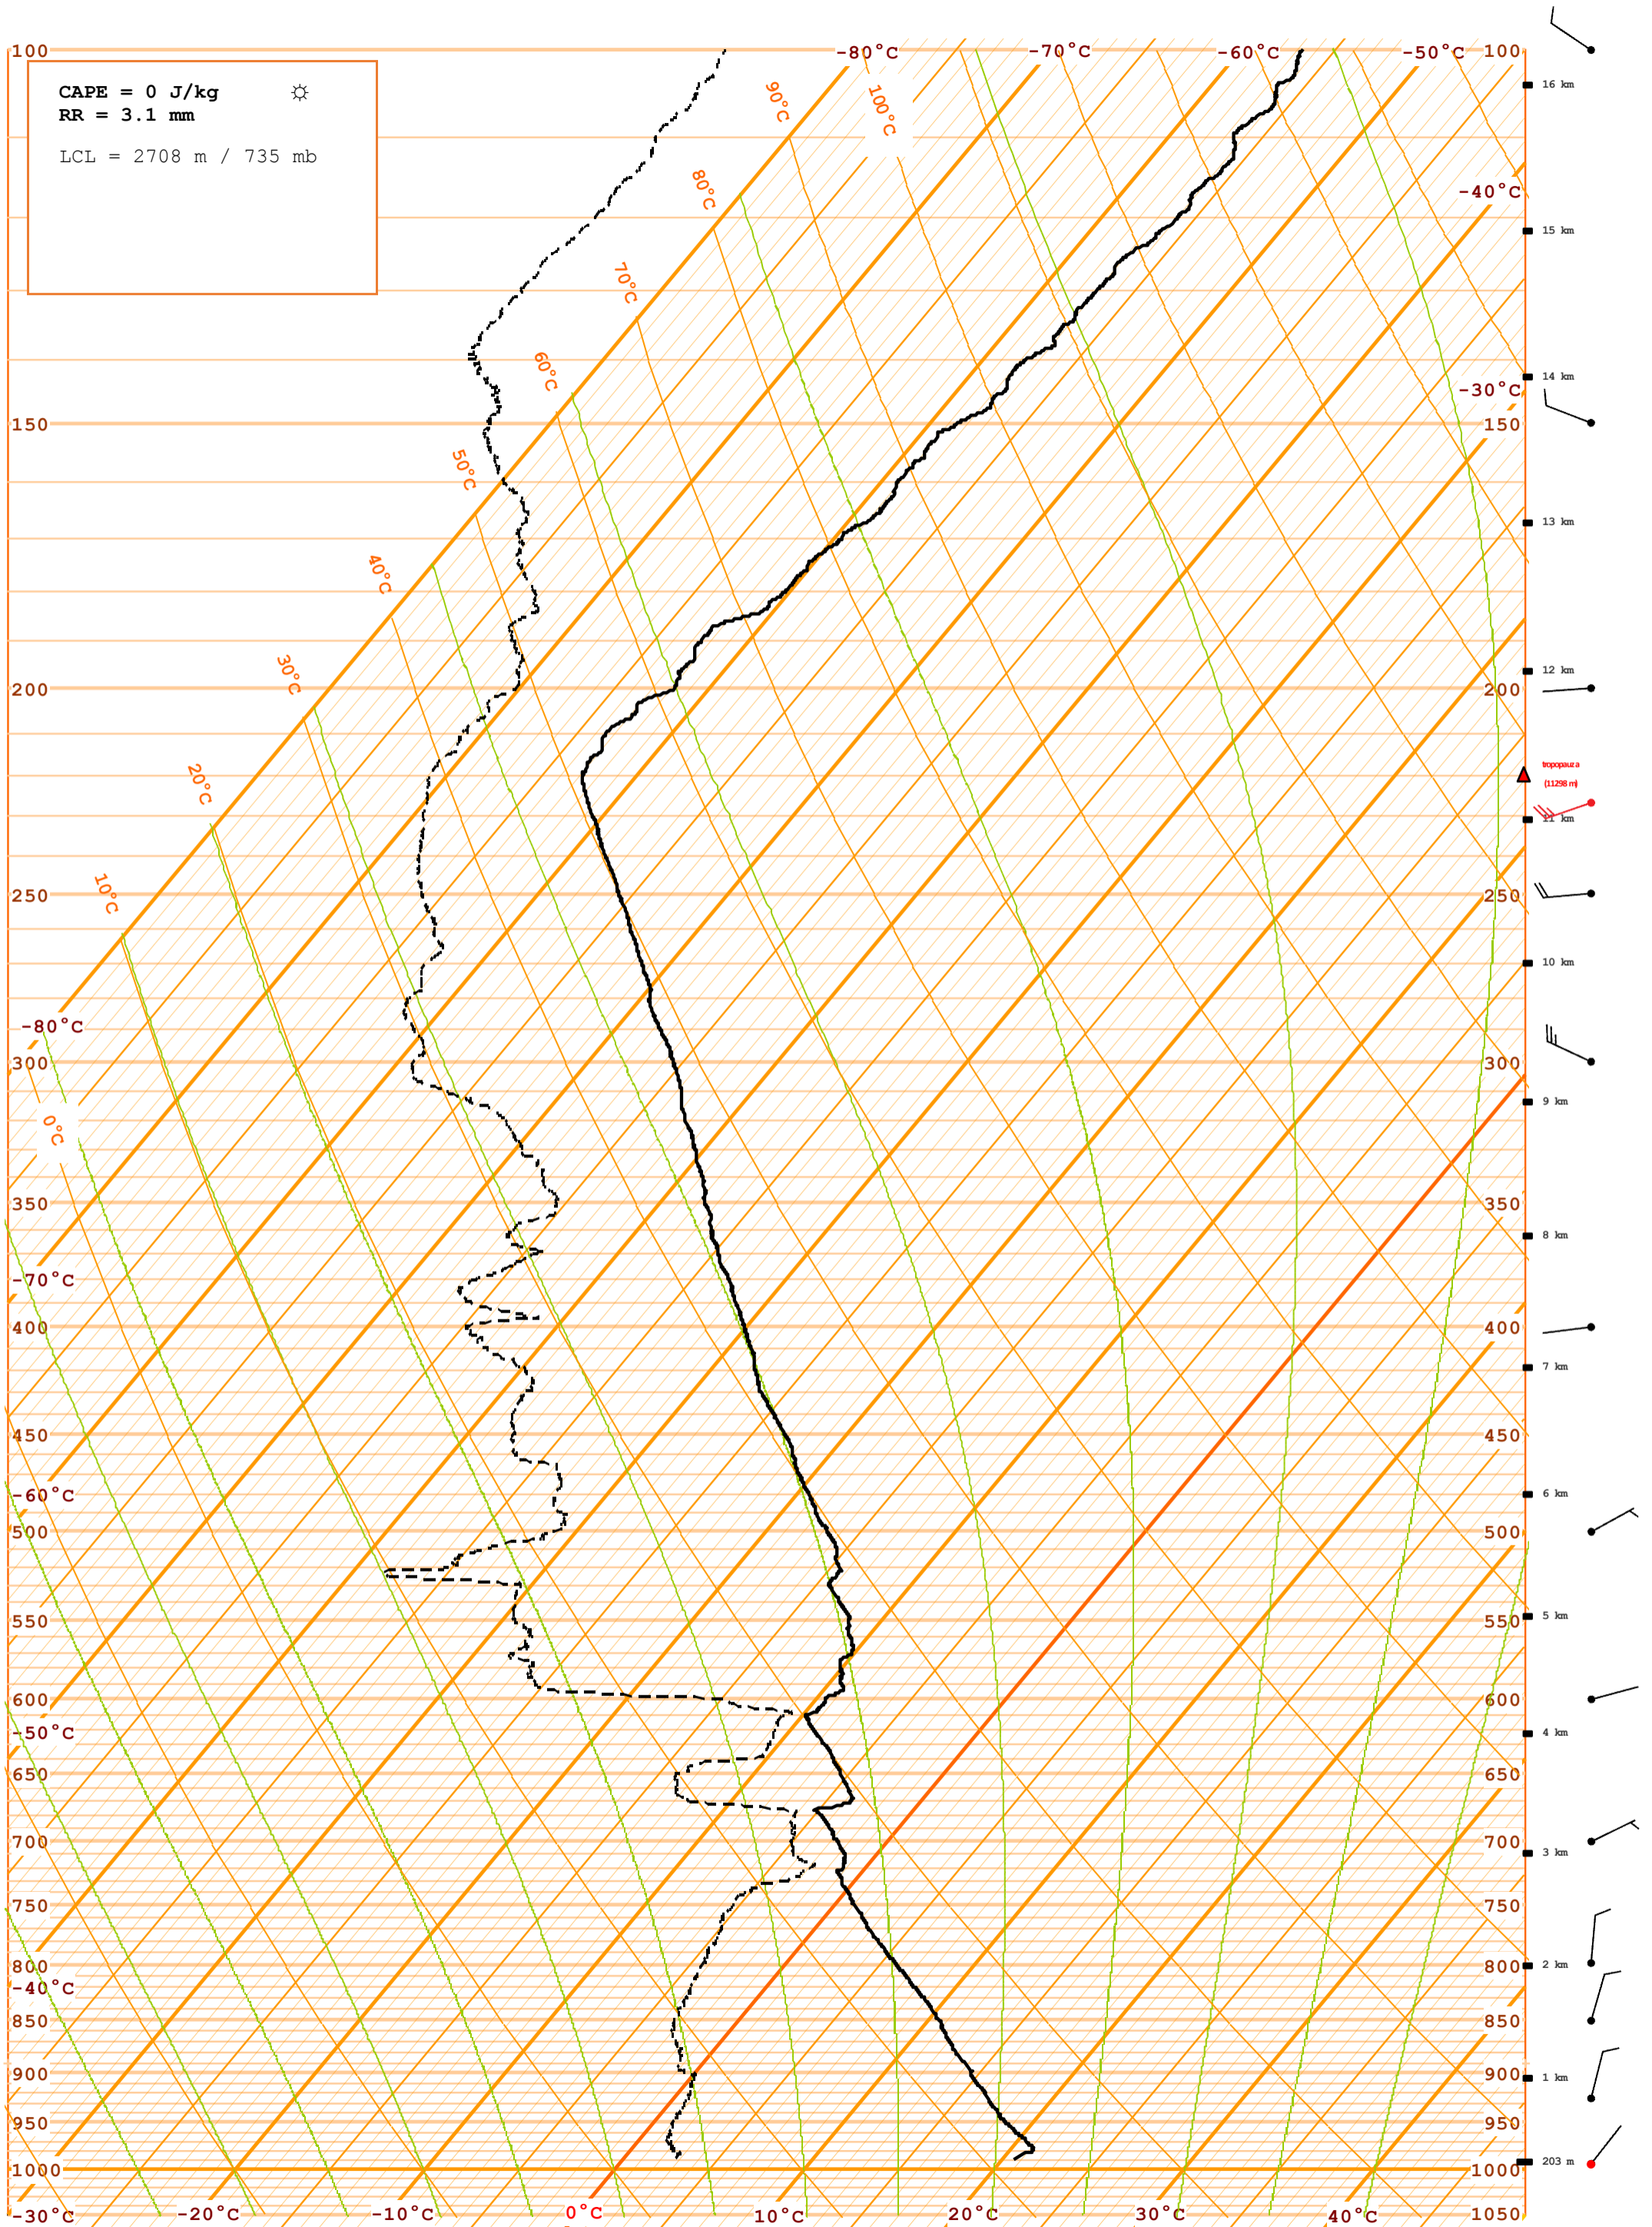 -80°C -70°C -60°C -50°C
100 100
CAPE = 0 J/kg ☼
RR = 3.1 mm
LCL = 2708 m / 735 mb
16 km
90°C 100°C
80°C -40°C
15 km
70°C
60°C 14 km
-30°C
150 150
50°C
13 km
40°C
30°C 12 km
200 200
20°C tropopauza
(11298 m)
11 km
10°C 250 250
10 km
-80°C
300 300
9 km
0°C
350 350
8 km
-70°C
400 400
7 km
450 450
-60°C 6 km
500 500
550 550
5 km
600 600
-50°C 4 km
650 650
700 700
3 km
750 750
800 800 2 km
-40°C
850 850
900 900
1 km
950 950
203 m
1000 1000
-30°C -20°C -10°C 0°C 10°C 20°C 30°C 40°C 1050